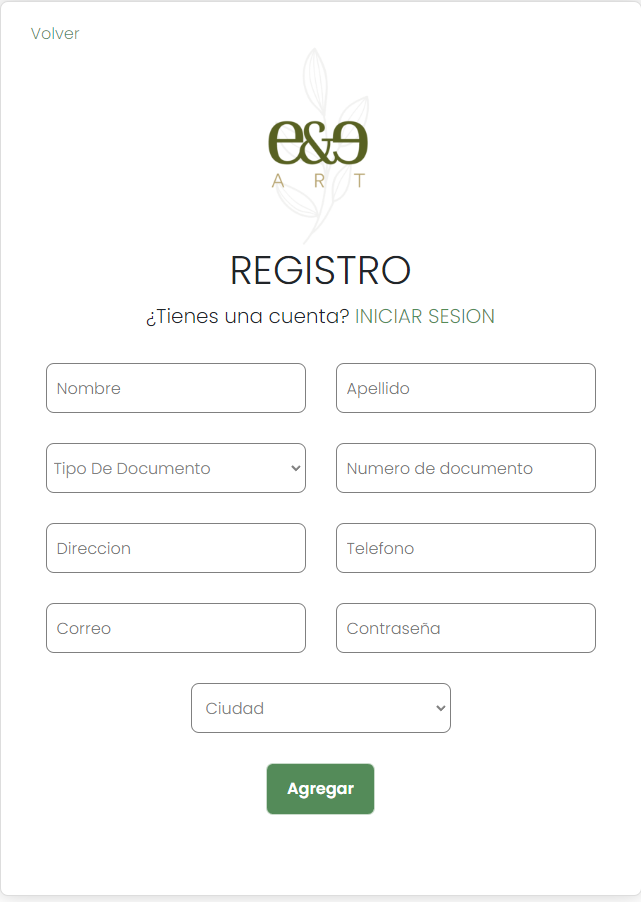 Volver
e&e
ART
REGISTRO
¿Tienes una cuenta? INICIAR SESION
Nombre
Apellido
Tipo De Documento
Numero de documento
Direccion
Telefono
Correo
Contraseña
Ciudad
Agregar